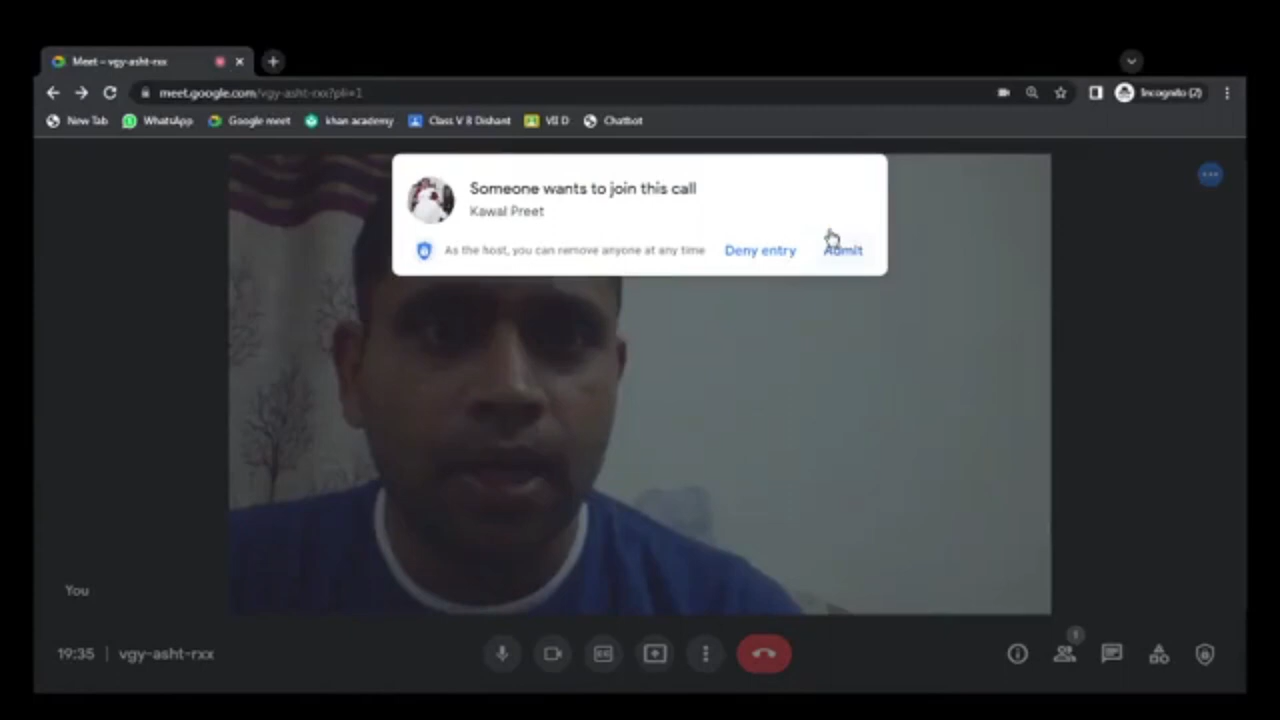 Meet – vgy-asht-rxx
meet.google.com/vgy-asht-rxx?pli=1
Incognito (2)
New Tab
WhatsApp
Google meet
khan academy
Class V B Dishant
VII D
Chatbot
Someone wants to join this call
Kawal Preet
As the host, you can remove anyone at any time
Deny entry
Admit
You
19:35 | vgy-asht-rxx
CC
1